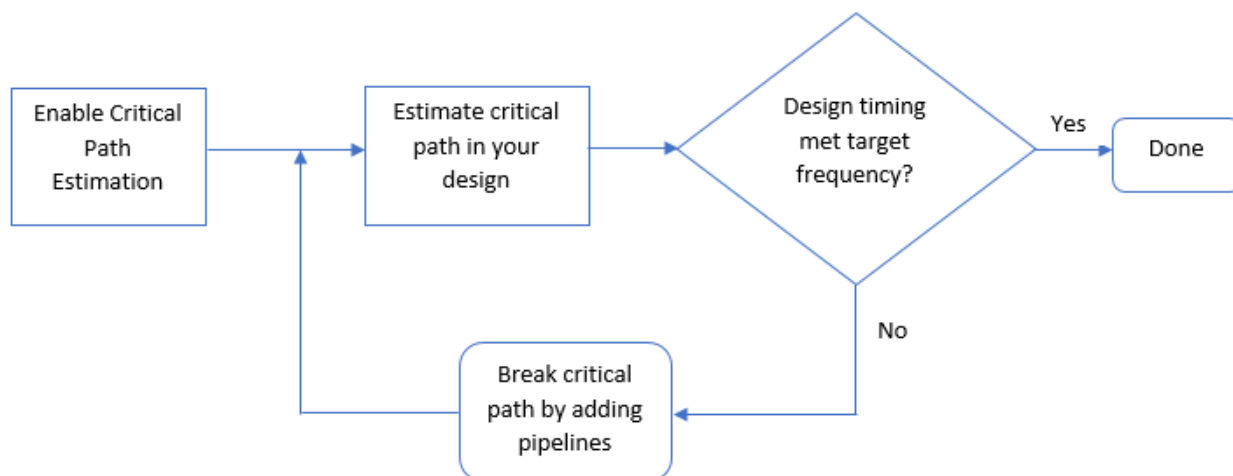 Enable Critical
Path
Estimation
Estimate critical
path in your
design
Design timing
met target
frequency?
Yes
Done
No
Break critical
path by adding
pipelines